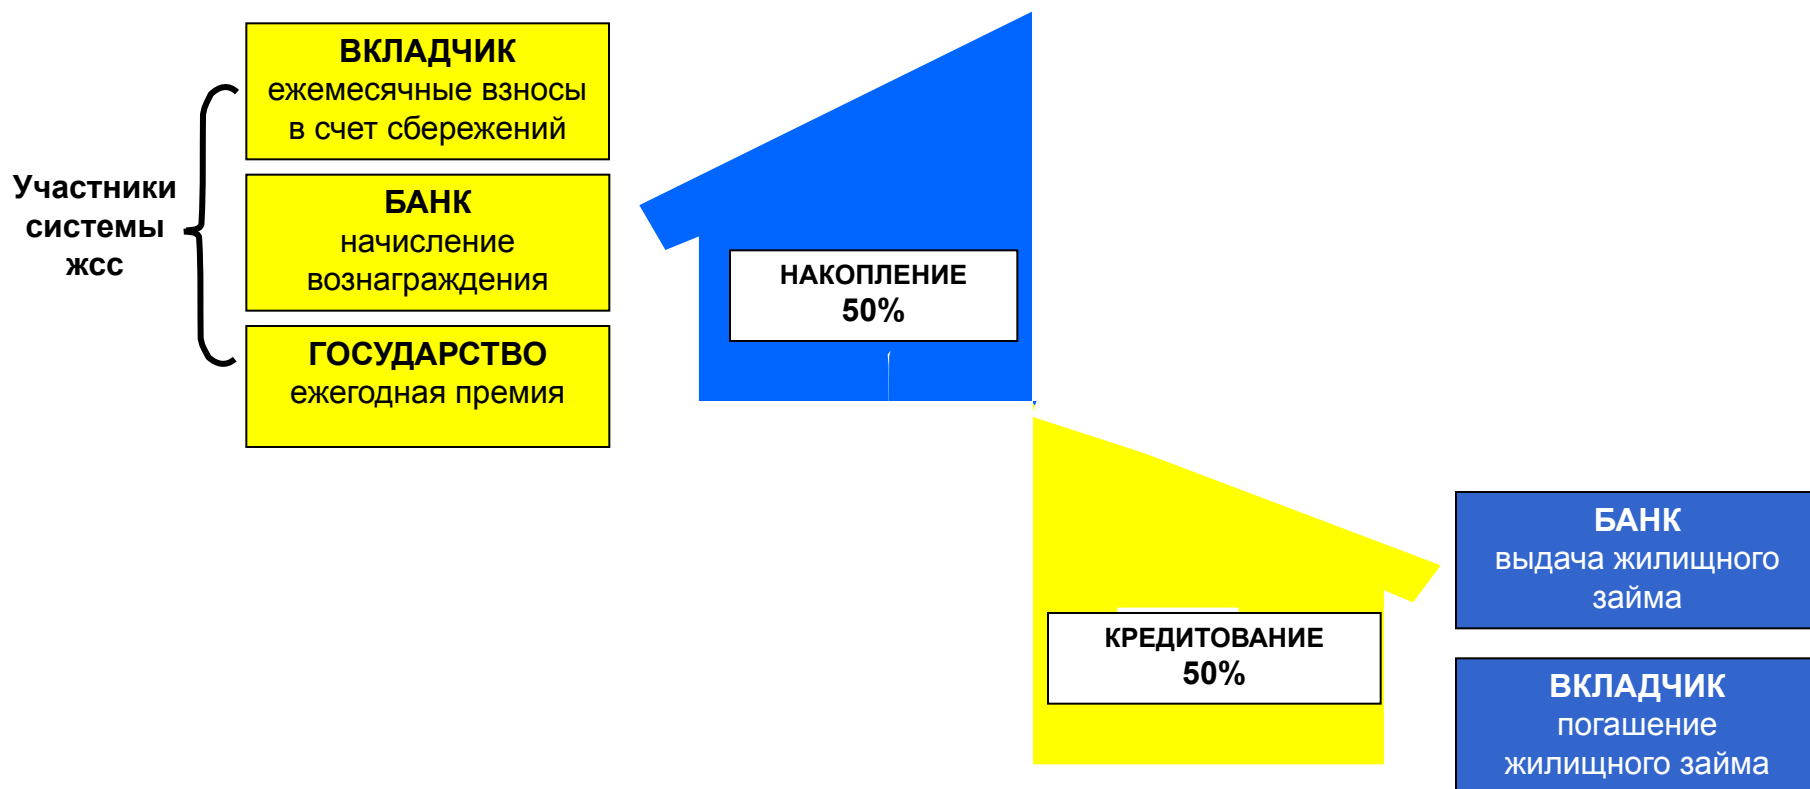 Участники
системы
жсс
ВКЛАДЧИК
ежемесячные взносы
в счет сбережений
БАНК
начисление
вознаграждения
ГОСУДАРСТВО
ежегодная премия
НАКОПЛЕНИЕ
50%
КРЕДИТОВАНИЕ
50%
БАНК
выдача жилищного
займа
ВКЛАДЧИК
погашение
жилищного займа